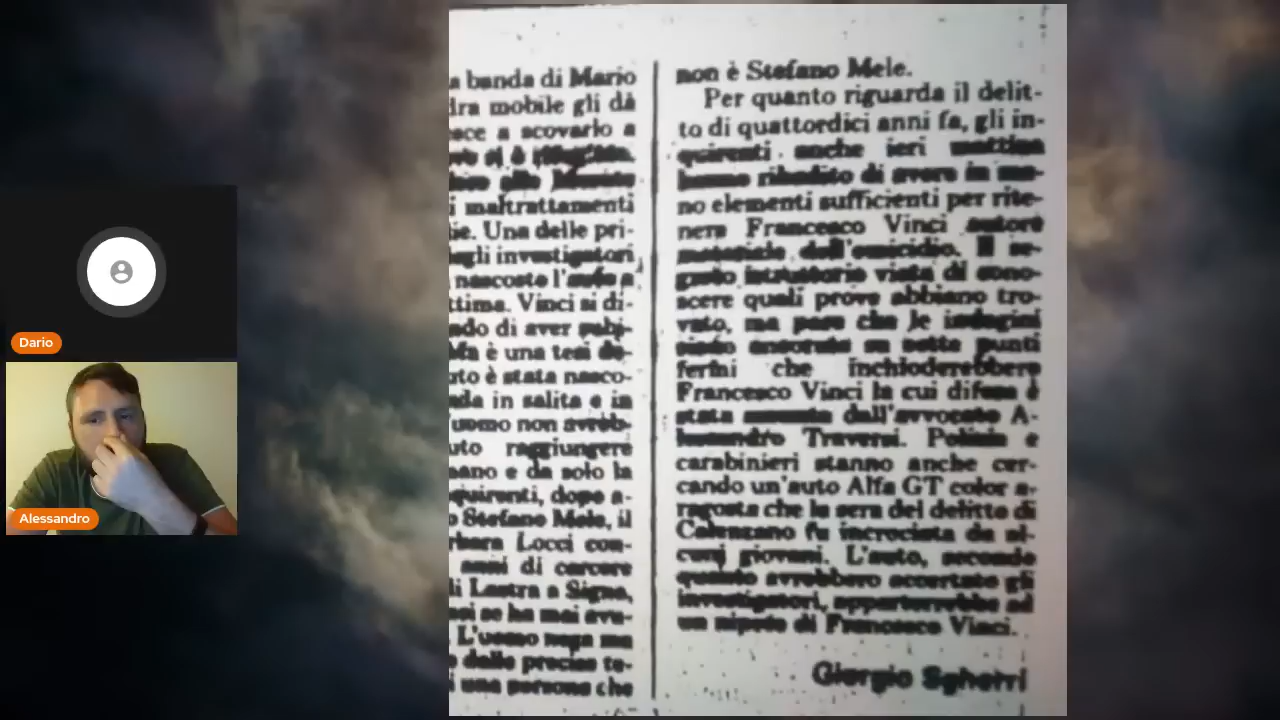 Dario
Alessandro
a banda di Mario
dra mobile gli dà
ace a scovarlo a
i maltrattamenti
ie. Una delle pri-
agli investigatori
nascosto l'auto a
ttima. Vinci si di-
ndo di aver subì-
è una tesi
uto è stata nasco-
ada in salita e in
'uomo non avreb-
uto raggiungere
mano e da solo la
quirenti, dopo a-
o Stefano Mele, il
rbara Locci con-
anni di carcere
di Lastra a Signa,
se ha mai avu-
L'uomo nega ma
e dalle precise te-
i una persona che
non è Stefano Mele.
Per quanto riguarda il delit-
to di quattordici anni fa, gli in-
quirenti anche ieri mattina
hanno ribadito di avere in ma-
no elementi sufficienti per rite-
nere Francesco Vinci autore
materiale dell'omicidio. Il se-
greto istruttorio vieta di cono-
scere quali prove abbiano tro-
vato, ma pare che le indagini
siano ancorate su sette punti
fermi che inchioderebbero
Francesco Vinci la cui difesa è
stata assunta dall'avvocato A-
lessandro Traversi. Polizia e
carabinieri stanno anche cer-
cando un'auto Alfa GT color a-
ragosta che la sera del delitto di
Calenzano fu incrociata da al-
cuni giovani. L'auto, secondo
quanto avrebbero accertato gli
investigatori, apparterrebbe ad
un nipote di Francesco Vinci.
Giorgio Sgherri